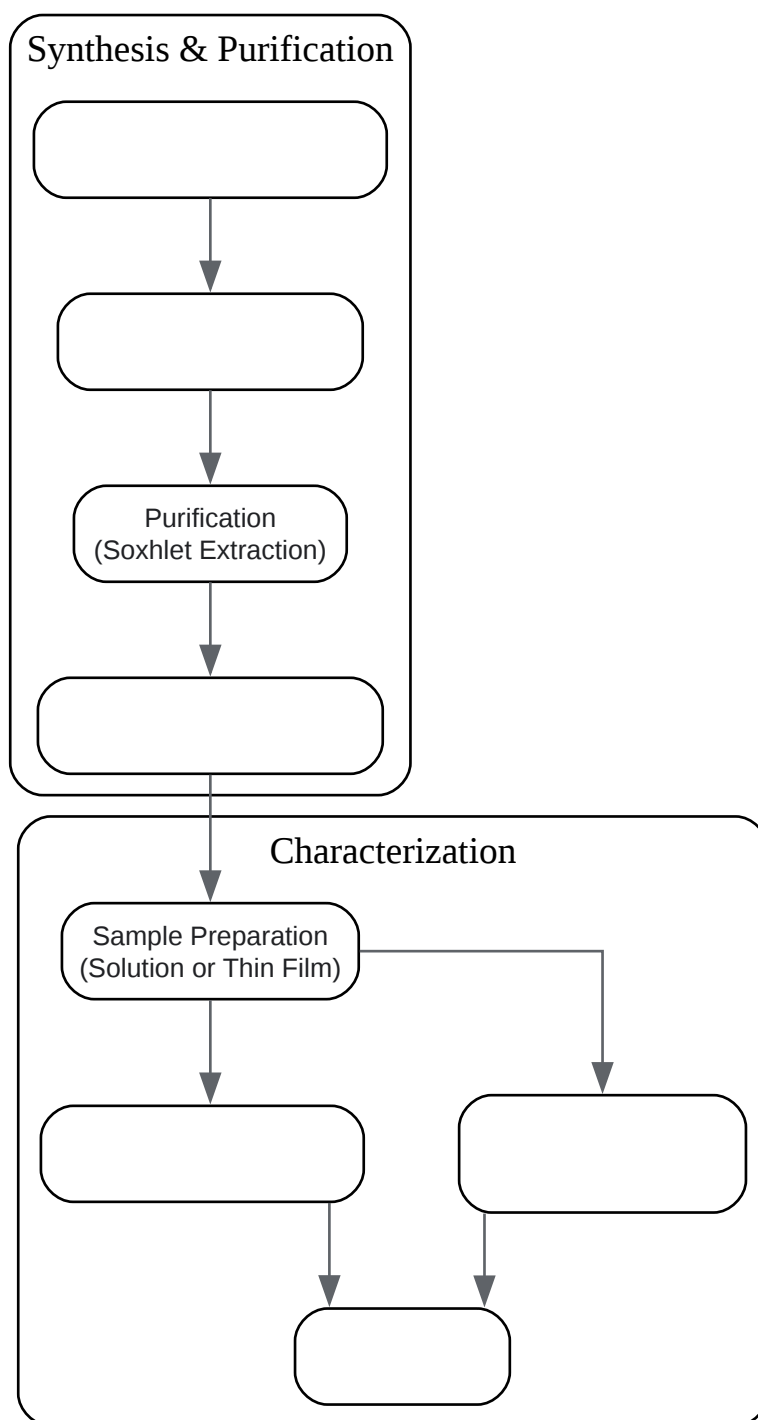 Synthesis & Purification
Purification
(Soxhlet Extraction)
Characterization
Sample Preparation
(Solution or Thin Film)